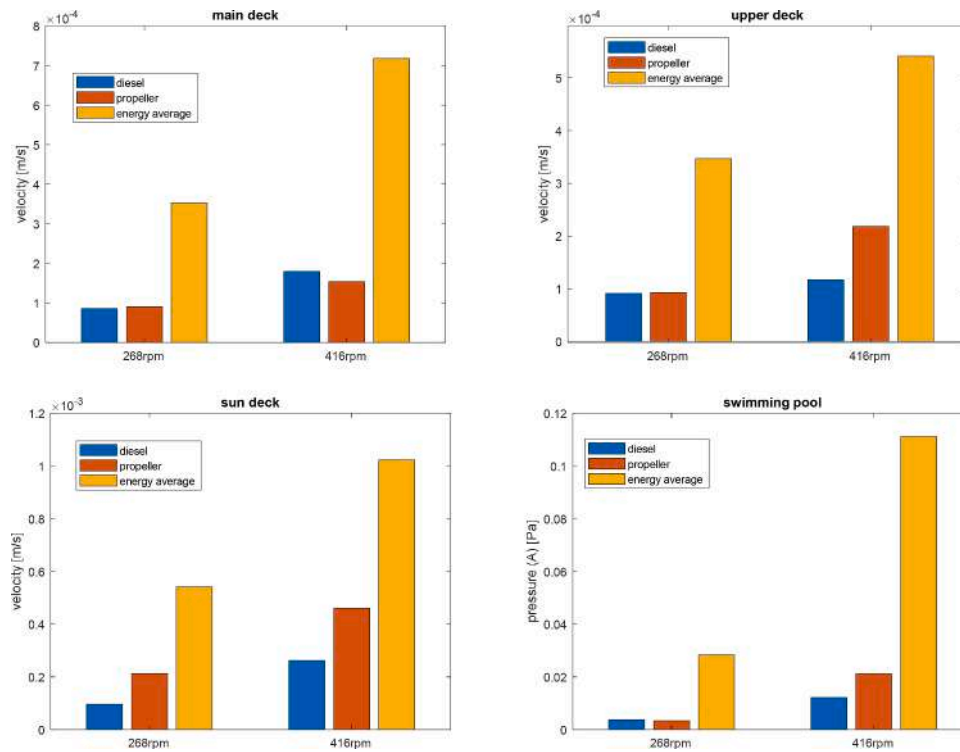 main deck
×10⁻⁴
8
7
6
5
4
3
2
1
0
velocity [m/s]
diesel
propeller
energy average
268rpm
416rpm
upper deck
×10⁻⁴
5
4
3
2
1
0
velocity [m/s]
diesel
propeller
energy average
268rpm
416rpm
sun deck
×10⁻³
1.2
1
0.8
0.6
0.4
0.2
0
velocity [m/s]
diesel
propeller
energy average
268rpm
416rpm
swimming pool
0.12
0.1
0.08
0.06
0.04
0.02
0
pressure (A) [Pa]
diesel
propeller
energy average
268rpm
416rpm